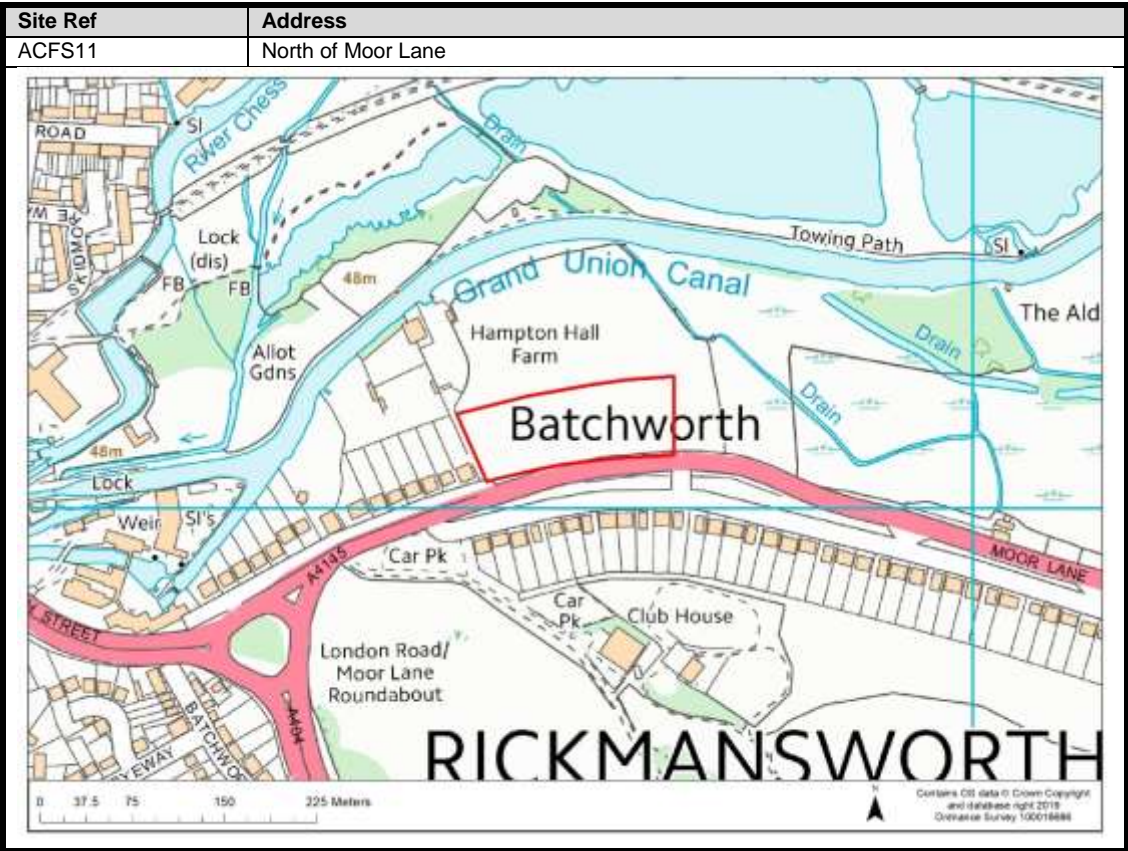 Site Ref Address
ACFS11 North of Moor Lane
ROAD
SI
River Chess
Drain
SKIDMORE
Lock
(dis)
FB
FB
48m
Towing Path
SI
Grand Union Canal
The Ald
Hampton Hall
Farm
Drain
Allot
Gdns
Drain
Batchworth
48m
Lock
Weir
SI's
Car Pk
A4145
MOOR LANE
Car
Pk
Club House
STREET
London Road/
Moor Lane
Roundabout
A404
RICKMANSWORTH
0 37.5 75 150 225 Meters
N
Contains OS data © Crown Copyright
and database right 2019